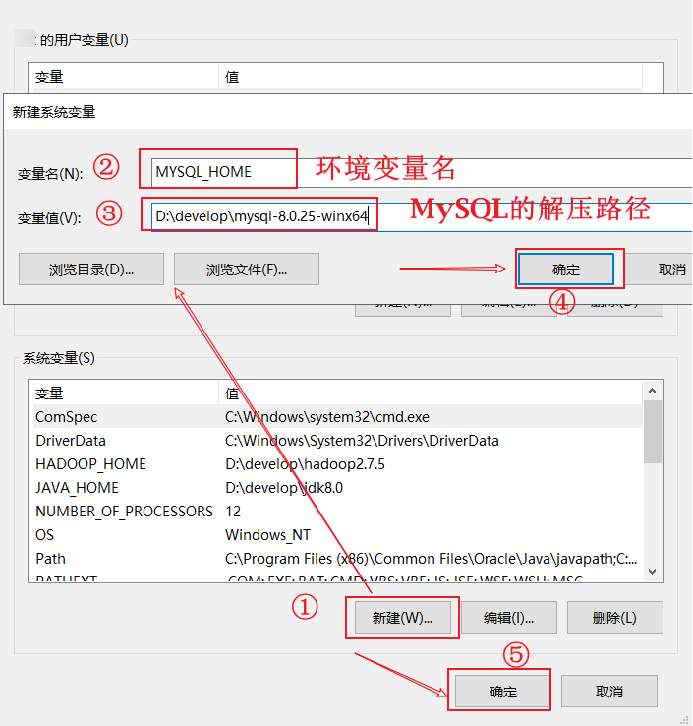 的用户变量(U)
变量 值
新建系统变量
变量名(N): ② MYSQL_HOME 环境变量名
变量值(V): ③ D:\develop\mysql-8.0.25-winx64 MySQL的解压路径
浏览目录(D)... 浏览文件(F)... 确定 取消
④
系统变量(S)
变量 值
ComSpec C:\Windows\system32\cmd.exe
DriverData C:\Windows\System32\Drivers\DriverData
HADOOP_HOME D:\develop\hadoop2.7.5
JAVA_HOME D:\develop\jdk8.0
NUMBER_OF_PROCESSORS 12
OS Windows_NT
Path C:\Program Files (x86)\Common Files\Oracle\Java\javapath;C:...
PATHEXT .COM;.EXE;.BAT;.CMD;.VBS;.VBE;.JS;.JSE;.WSF;.WSH;.MSC
① 新建(W)... 编辑(I)... 删除(L)
⑤
确定 取消